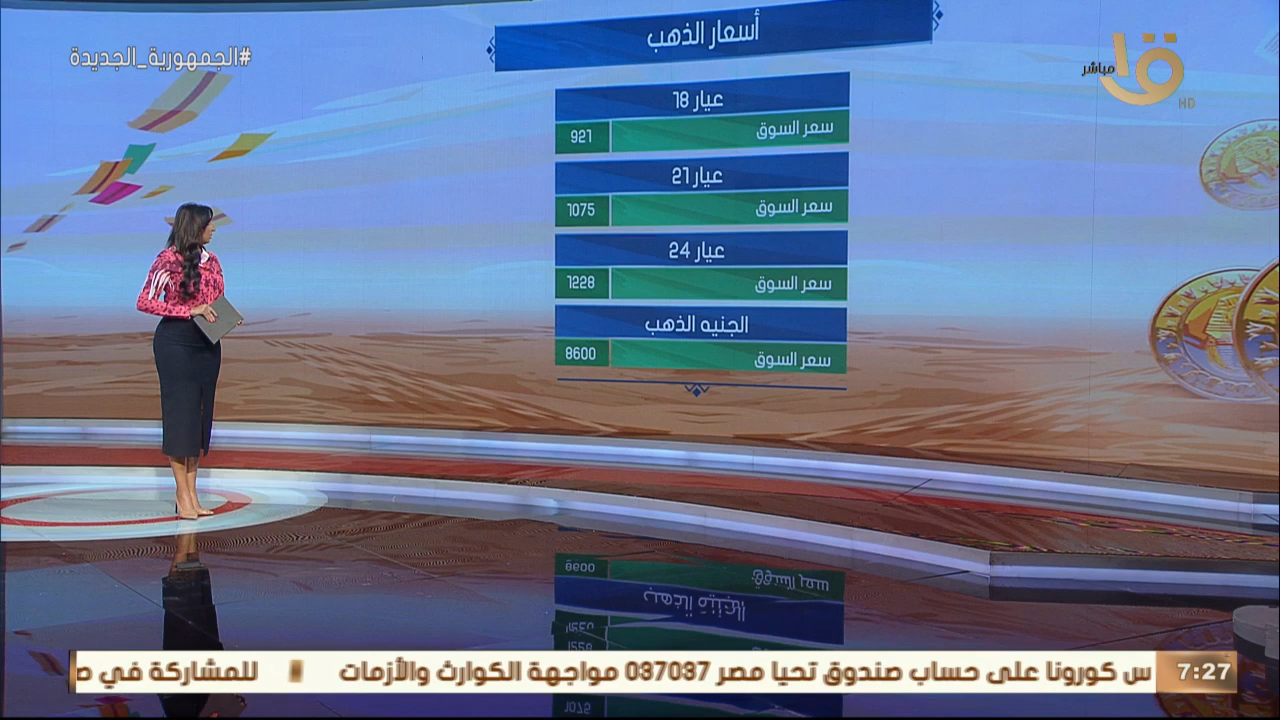 أسعار الذهب
#الجمهورية_الجديدة
مباشر
HD
عيار 18
سعر السوق
921
عيار 21
سعر السوق
1075
عيار 24
سعر السوق
1228
الجنيه الذهب
سعر السوق
8600
7:27
س كورونا على حساب صندوق تحيا مصر 037037 مواجهة الكوارث والأزمات
للمشاركة في